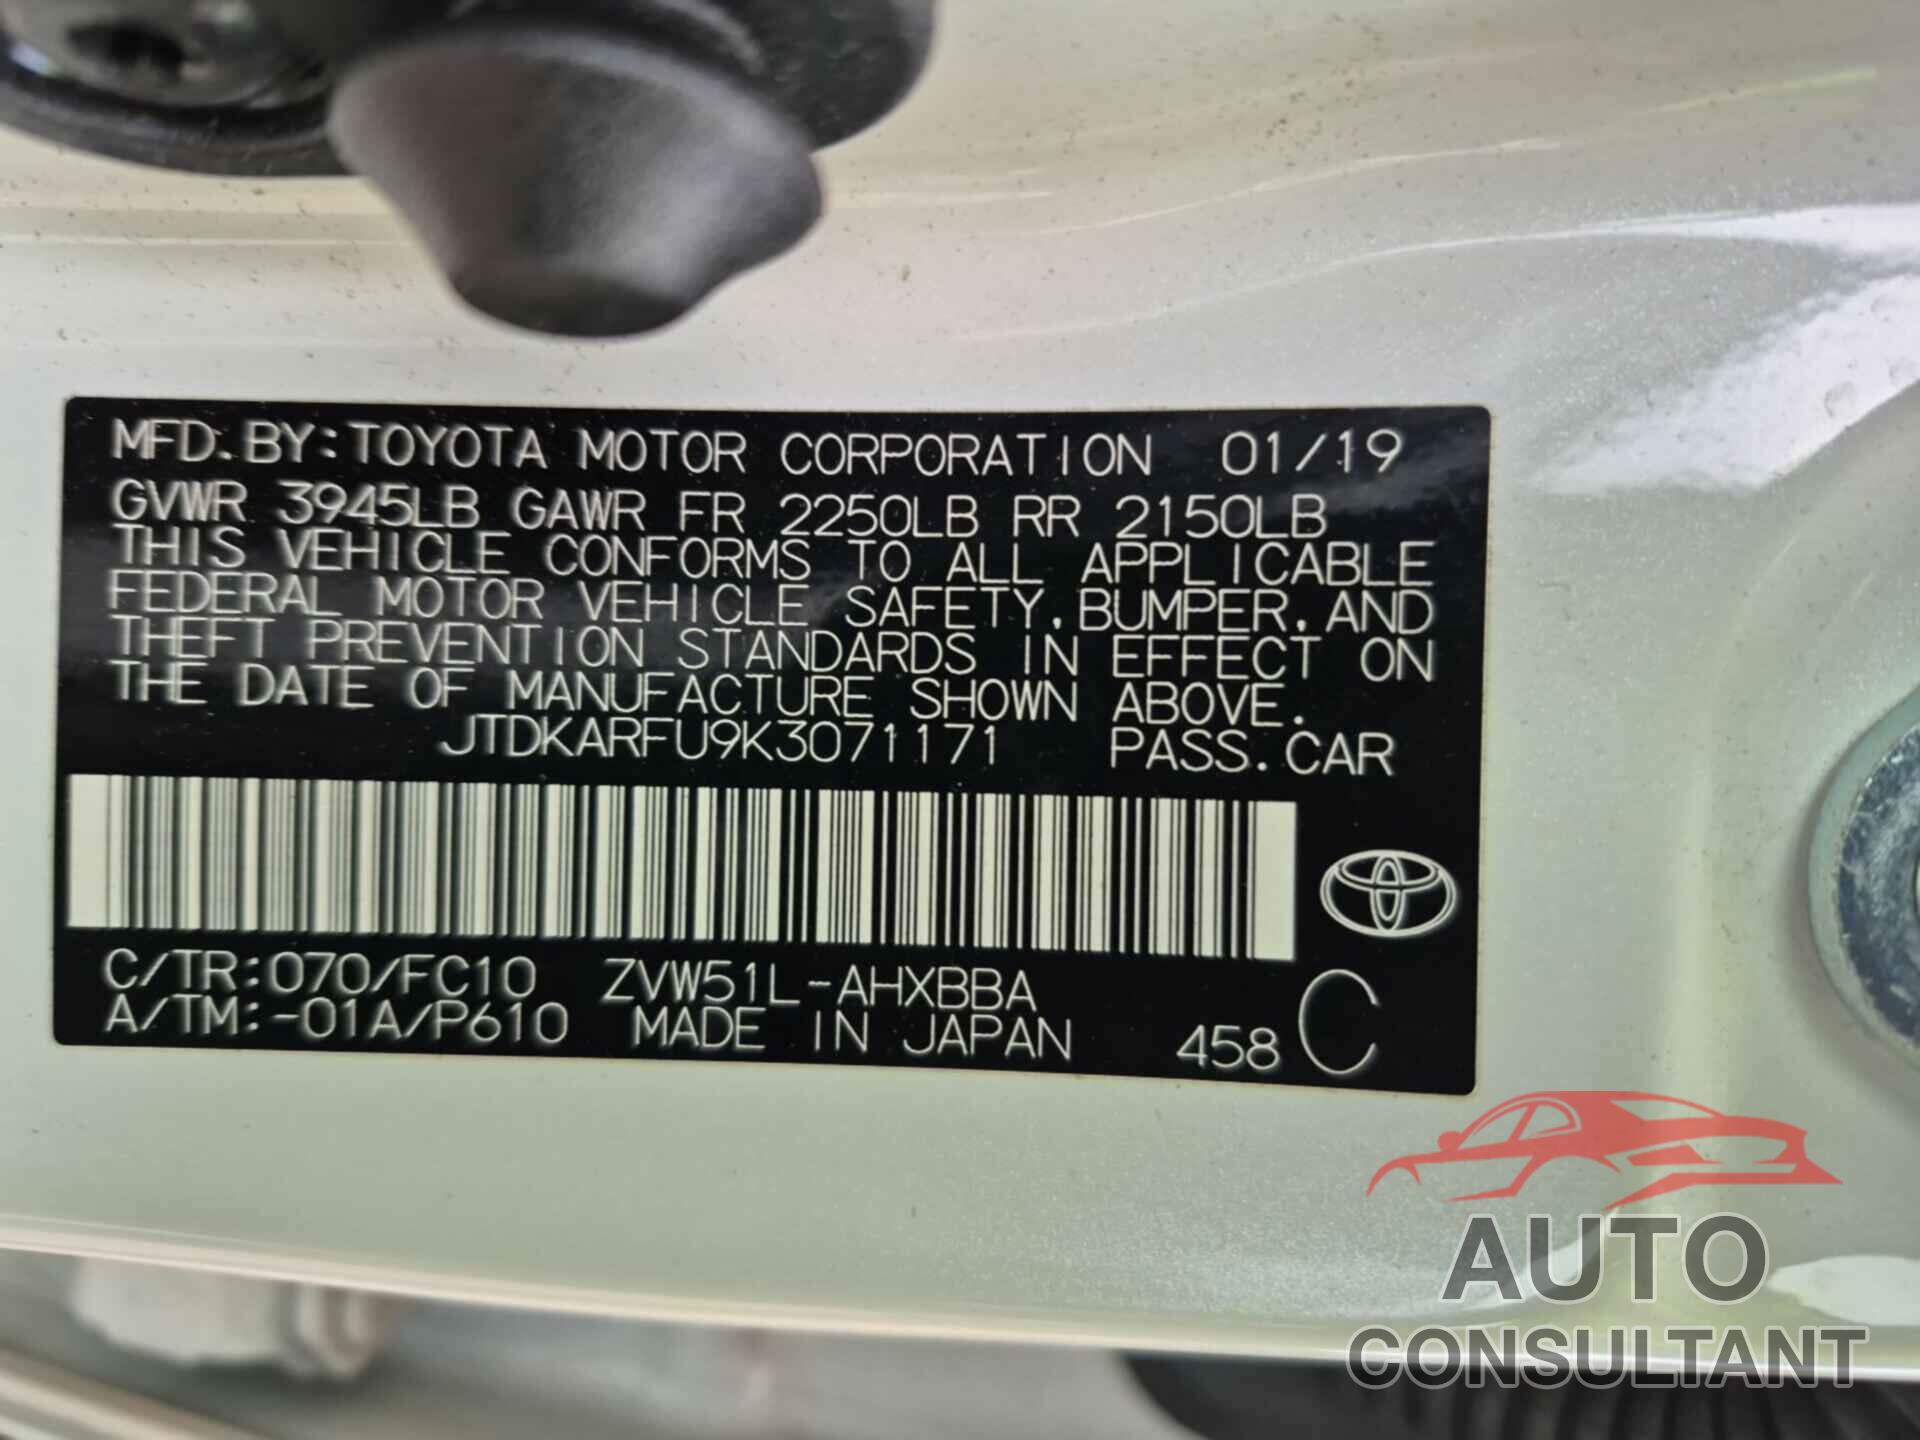 MFD. BY: TOYOTA MOTOR CORPORATION 01/19
GVWR 3945LB GAWR FR 2250LB RR 2150LB
THIS VEHICLE CONFORMS TO ALL APPLICABLE
FEDERAL MOTOR VEHICLE SAFETY, BUMPER, AND
THEFT PREVENTION STANDARDS IN EFFECT ON
THE DATE OF MANUFACTURE SHOWN ABOVE.
JTDKARFU9K3071171 PASS. CAR
C/TR:070/FC10 ZVW51L-AHXBBA
A/TM:-01A/P610 MADE IN JAPAN 458 C
AUTO
CONSULTANT